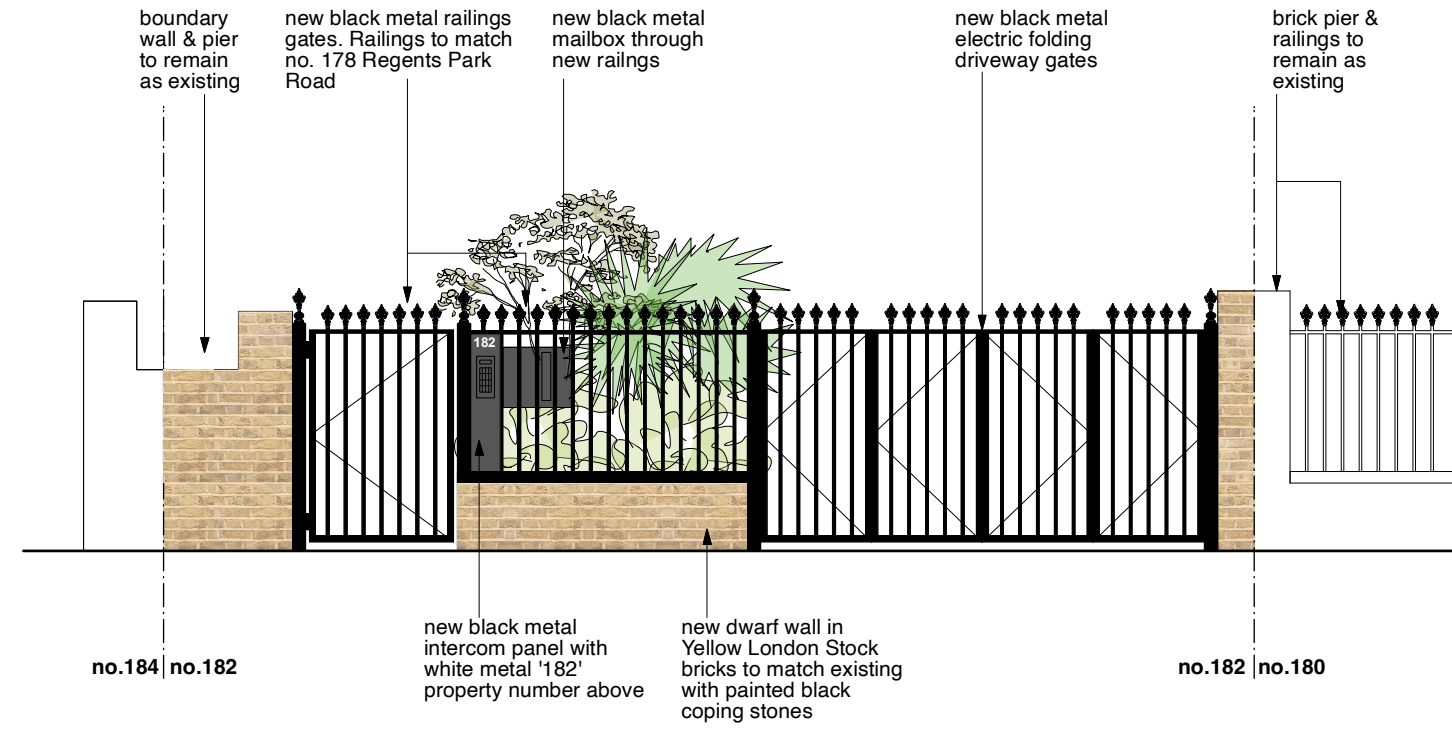 boundary
wall & pier
to remain
as existing
new black metal railings
gates. Railings to match
no. 178 Regents Park
Road
new black metal
mailbox through
new railngs
new black metal
electric folding
driveway gates
brick pier &
railings to
remain as
existing
182
new black metal
intercom panel with
white metal '182'
property number above
new dwarf wall in
Yellow London Stock
bricks to match existing
with painted black
coping stones
no.184 no.182
no.182 no.180